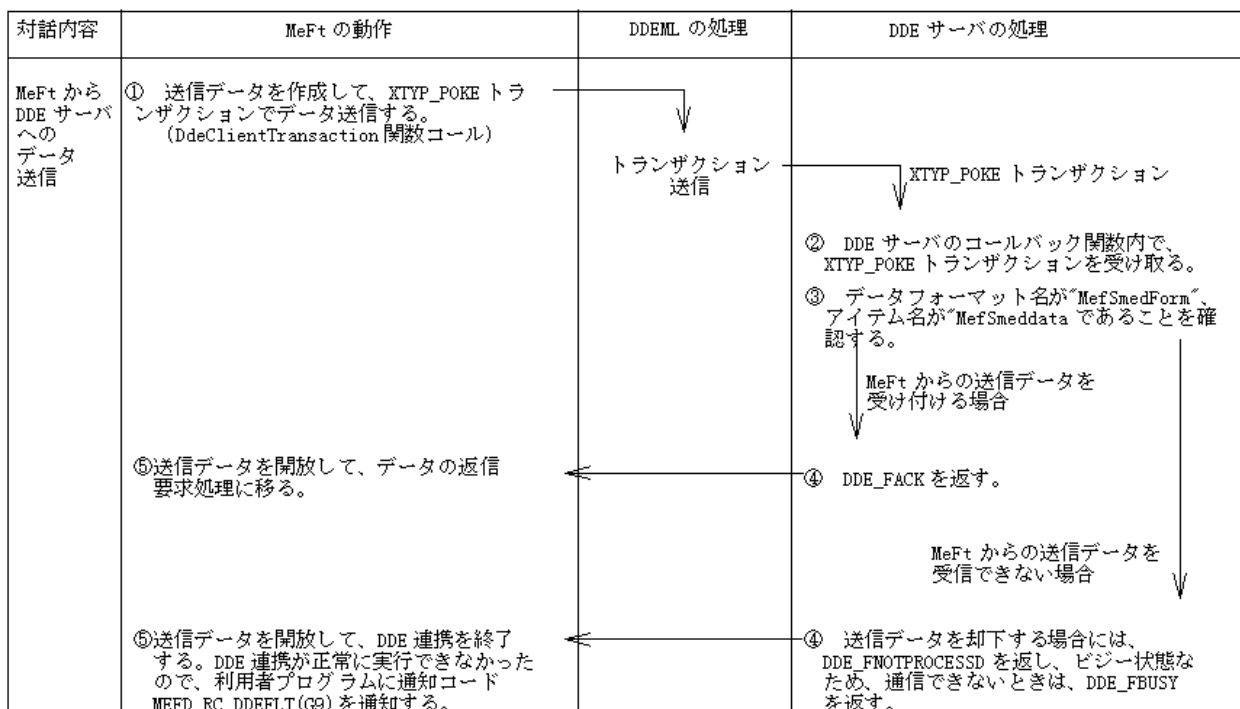 対話内容
MeFt の動作
DDEML の処理
DDE サーバの処理
MeFt から
DDE サーバ
への
データ
送信
① 送信データを作成して、XTYP_POKE トラ
ンザクションでデータ送信する。
(DdeClientTransaction 関数コール)
トランザクション
送信
XTYP_POKE トランザクション
② DDE サーバのコールバック関数内で、
XTYP_POKE トランザクションを受け取る。
③ データフォーマット名が"MefSmedForm"、
アイテム名が"MefSmeddata であることを確
認する。
MeFt からの送信データを
受け付ける場合
⑤送信データを開放して、データの返信
要求処理に移る。
④ DDE_FACK を返す。
MeFt からの送信データを
受信できない場合
⑤送信データを開放して、DDE 連携を終了
する。DDE 連携が正常に実行できなかった
ので、利用者プログラムに通知コード
MEFD_RC_DDEFLT(G9) を通知する。
④ 送信データを却下する場合には、
DDE_FNOTPROCESSD を返し、ビジー状態な
ため、通信できないときは、DDE_FBUSY
を返す。